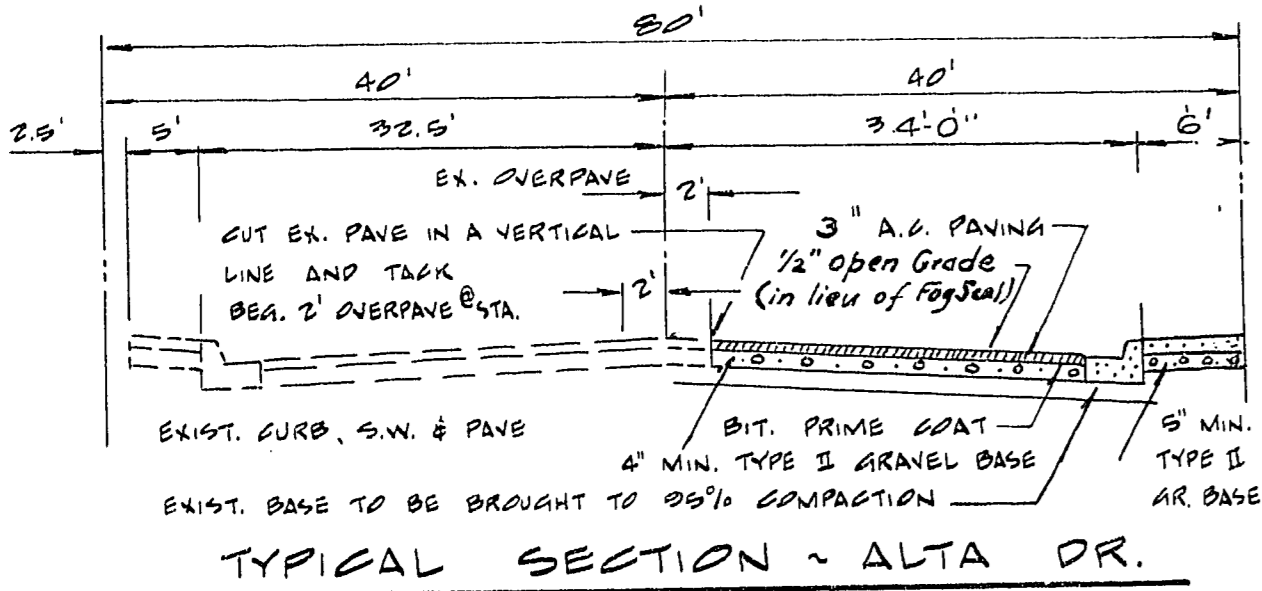 80'
40' 40'
2.5' 5' 32.5' 34'-0" 6'
EX. OVERPAVE 2'
CUT EX. PAVE IN A VERTICAL
LINE AND TACK
BEG. 2' OVERPAVE @ STA.
2'
3" A.C. PAVING
1/2" open Grade
(in lieu of Fog Seal)
EXIST. CURB, S.W. & PAVE
BIT. PRIME COAT
4" MIN. TYPE II GRAVEL BASE
EXIST. BASE TO BE BROUGHT TO 95% COMPACTION
5" MIN.
TYPE II
GR. BASE
TYPICAL SECTION ~ ALTA DR.